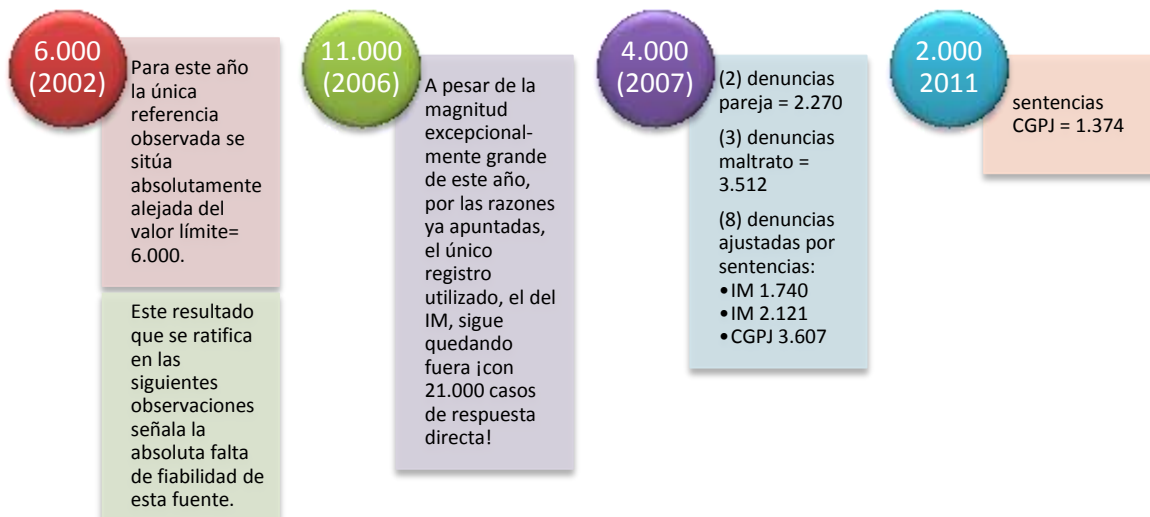 6.000
(2002)
Para este año
la única
referencia
observada se
sitúa
absolutamente
alejada del
valor límite=
6.000.
Este resultado
que se ratifica
en las
siguientes
observaciones
señala la
absoluta falta
de fiabilidad de
esta fuente.
11.000
(2006)
A pesar de la
magnitud
excepcional-
mente grande
de este año,
por las razones
ya apuntadas,
el único
registro
utilizado, el del
IM, sigue
quedando
fuera ¡con
21.000 casos
de respuesta
directa!
4.000
(2007)
(2) denuncias
pareja = 2.270
(3) denuncias
maltrato =
3.512
(8) denuncias
ajustadas por
sentencias:
•IM 1.740
•IM 2.121
•CGPJ 3.607
2.000
2011
sentencias
CGPJ = 1.374